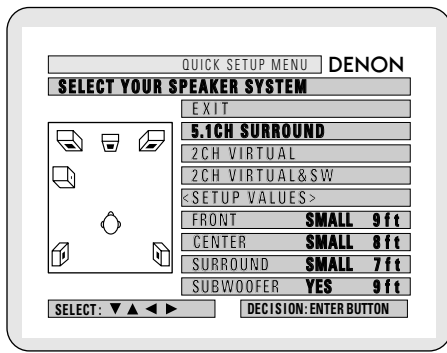 QUICK SETUP MENU DENON
SELECT YOUR SPEAKER SYSTEM
EXIT
5.1CH SURROUND
2CH VIRTUAL
2CH VIRTUAL&SW
<SETUP VALUES>
FRONT SMALL 9ft
CENTER SMALL 8ft
SURROUND SMALL 7ft
SUBWOOFER YES 9ft
SELECT: ▼ ▲ ◄ ► DECISION: ENTER BUTTON